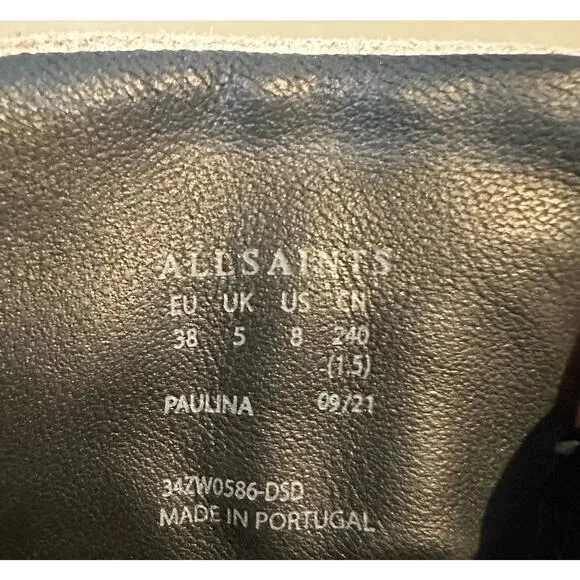 ALLSAINTS
EU UK US CN
38 5 8 240
(1.5)
PAULINA 09/21
34ZW0586-DSD
MADE IN PORTUGAL